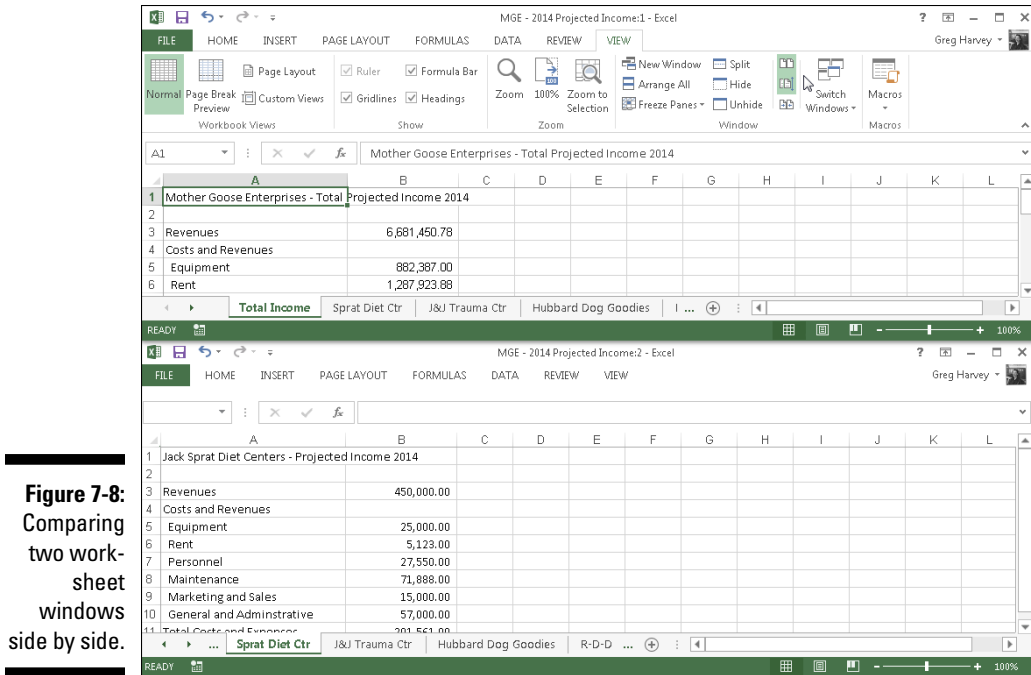 MGE - 2014 Projected Income:1 - Excel
FILE HOME INSERT PAGE LAYOUT FORMULAS DATA REVIEW VIEW Greg Harvey
Normal Page Break Preview Page Layout Custom Views
Workbook Views
Ruler Formula Bar
Gridlines Headings
Show
Zoom 100% Zoom to Selection
Zoom
New Window Split
Arrange All Hide
Freeze Panes Unhide
Switch Windows
Window
Macros
Macros
A1 fx Mother Goose Enterprises - Total Projected Income 2014
A B C D E F G H I J K L
1 Mother Goose Enterprises - Total Projected Income 2014
2
3 Revenues 6,681,450.78
4 Costs and Revenues
5 Equipment 882,387.00
6 Rent 1,287,923.88
Total Income Sprat Diet Ctr J&J Trauma Ctr Hubbard Dog Goodies I ...
READY 100%
MGE - 2014 Projected Income:2 - Excel
FILE HOME INSERT PAGE LAYOUT FORMULAS DATA REVIEW VIEW Greg Harvey
fx
A B C D E F G H I J K L
1 Jack Sprat Diet Centers - Projected Income 2014
2
3 Revenues 450,000.00
4 Costs and Revenues
5 Equipment 25,000.00
6 Rent 5,123.00
7 Personnel 27,550.00
8 Maintenance 71,888.00
9 Marketing and Sales 15,000.00
10 General and Adminstrative 57,000.00
11 Total Costs and Expenses 201,561.00
... Sprat Diet Ctr J&J Trauma Ctr Hubbard Dog Goodies R-D-D ...
READY 100%
Figure 7-8:
Comparing
two work-
sheet
windows
side by side.